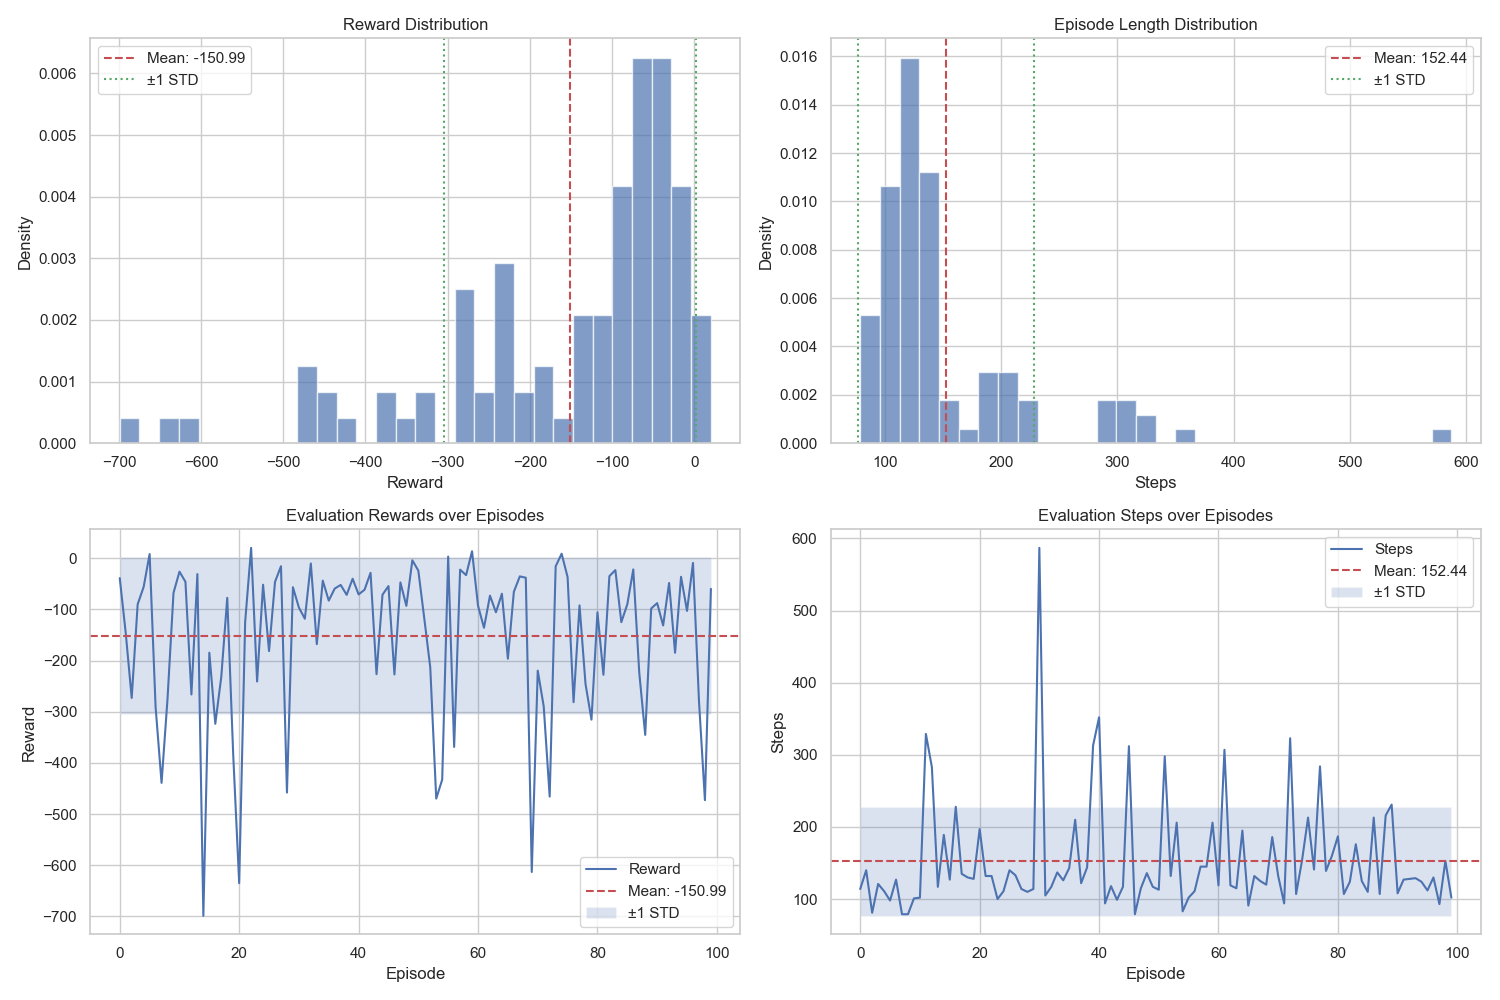 Reward Distribution
Mean: -150.99
±1 STD
0.006
0.005
0.004
0.003
0.002
0.001
0.000
Density
−700 −600 −500 −400 −300 −200 −100 0
Reward
Episode Length Distribution
Mean: 152.44
±1 STD
0.016
0.014
0.012
0.010
0.008
0.006
0.004
0.002
0.000
Density
100 200 300 400 500 600
Steps
Evaluation Rewards over Episodes
0
−100
−200
−300
−400
−500
−600
−700
Reward
Reward
Mean: -150.99
±1 STD
0 20 40 60 80 100
Episode
Evaluation Steps over Episodes
Steps
Mean: 152.44
±1 STD
600
500
400
300
200
100
Steps
0 20 40 60 80 100
Episode